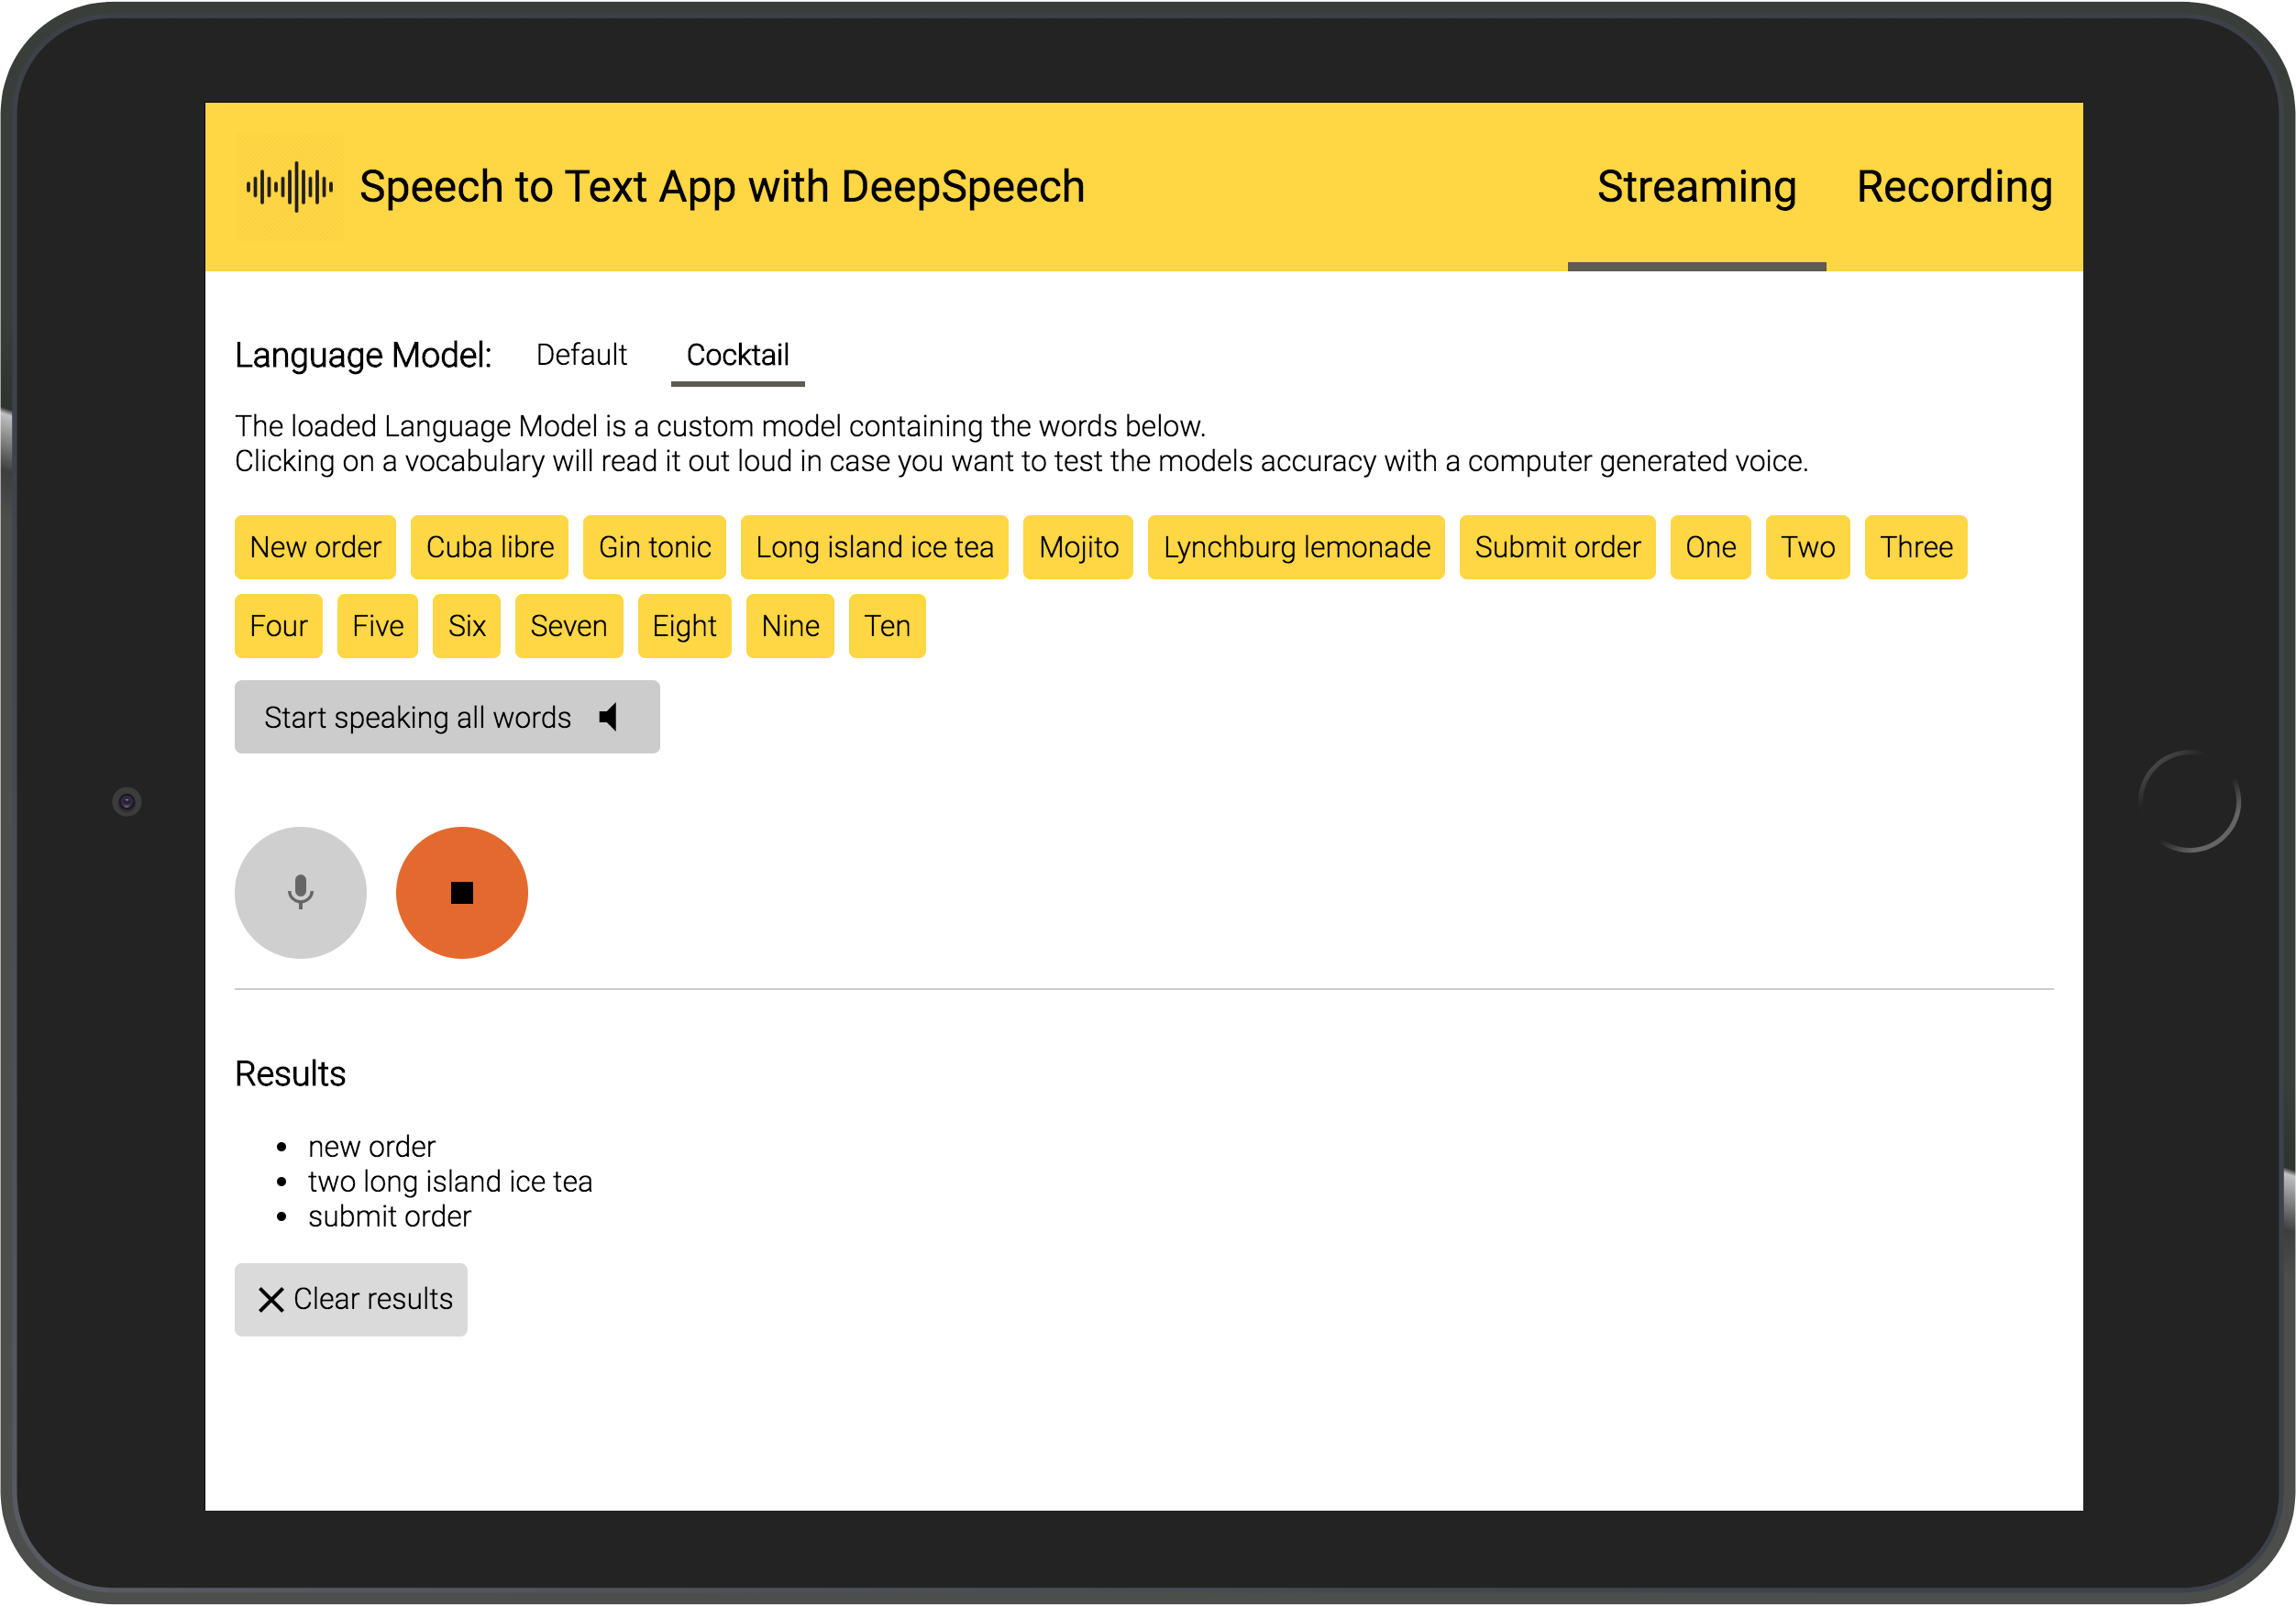 Speech to Text App with DeepSpeech Streaming Recording
Language Model: Default Cocktail
The loaded Language Model is a custom model containing the words below.
Clicking on a vocabulary will read it out loud in case you want to test the models accuracy with a computer generated voice.
New order Cuba libre Gin tonic Long island ice tea Mojito Lynchburg lemonade Submit order One Two Three
Four Five Six Seven Eight Nine Ten
Start speaking all words
Results
new order
two long island ice tea
submit order
Clear results